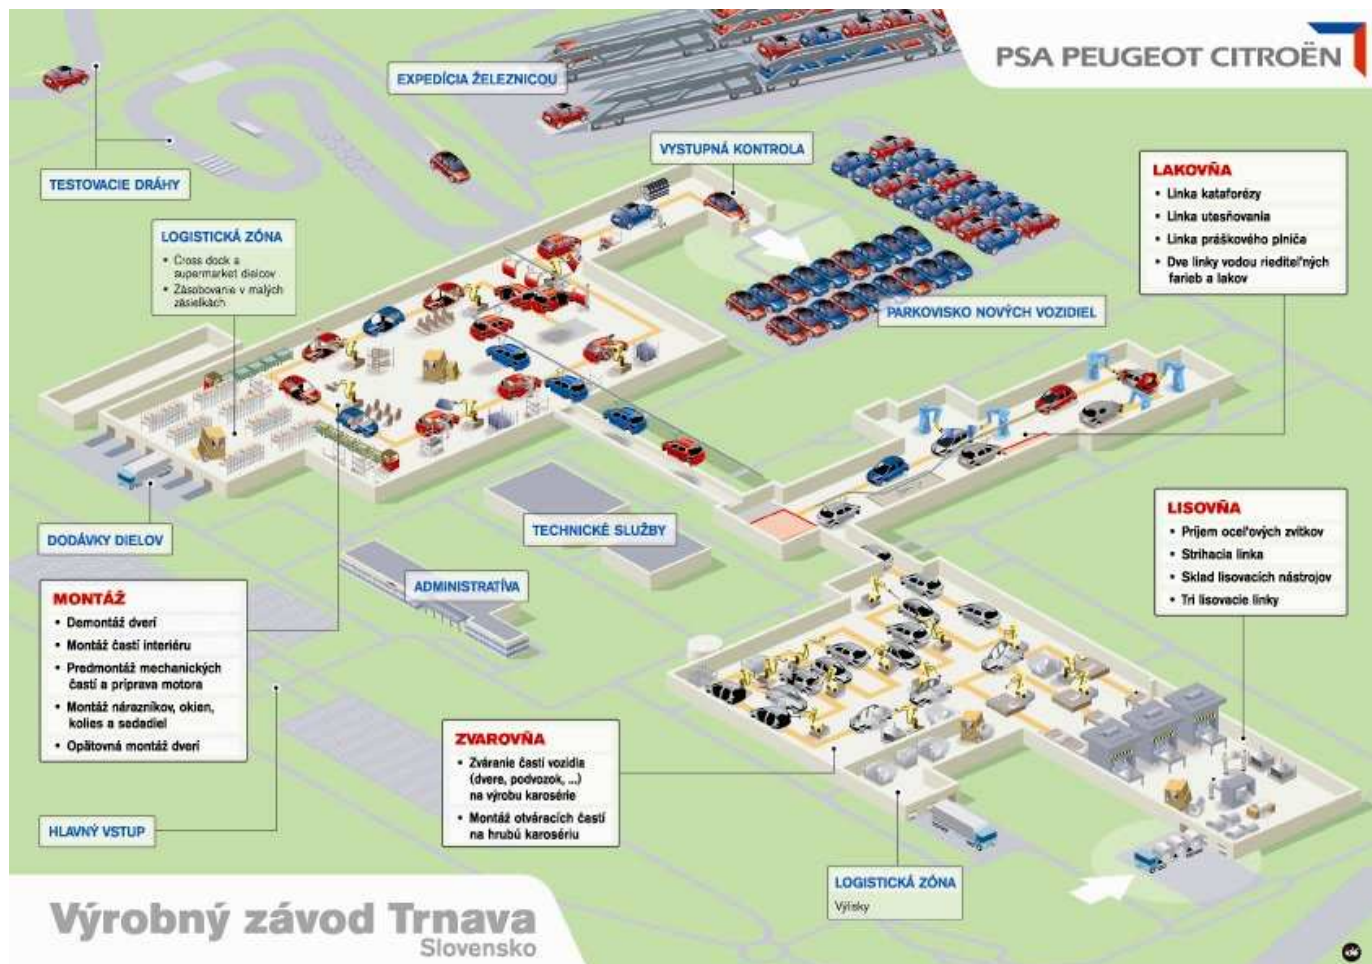 PSA PEUGEOT CITROËN
EXPEDÍCIA ŽELEZNICOU
VYSTUPNÁ KONTROLA
TESTOVACIE DRÁHY
LAKOVŇA
• Linka kataforézy
• Linka utesňovania
• Linka práškového plniča
• Dve linky vodou riediteľných
farieb a lakov
LOGISTICKÁ ZÓNA
• Cross dock a
supermarket dielcov
• Zásobovanie v malých
zásielkách
PARKOVISKO NOVÝCH VOZIDIEL
DODÁVKY DIELOV
TECHNICKÉ SLUŽBY
ADMINISTRATÍVA
LISOVŇA
• Príjem oceľových zvitkov
• Strihacia linka
• Sklad lisovacích nástrojov
• Tri lisovacie linky
MONTÁŽ
• Demontáž dverí
• Montáž častí interiéru
• Predmontáž mechanických
častí a príprava motora
• Montáž nárazníkov, okien,
kolies a sedadiel
• Opätovná montáž dverí
ZVAROVŇA
• Zváranie častí vozidla
(dvere, podvozok, ...)
na výrobu karosérie
• Montáž otváracích častí
na hrubú karosériu
HLAVNÝ VSTUP
LOGISTICKÁ ZÓNA
Výlisky
Výrobný závod Trnava
Slovensko